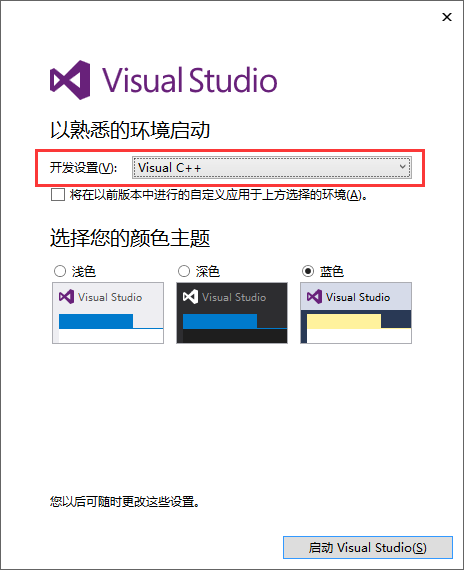 Visual Studio
以熟悉的环境启动
开发设置(V): Visual C++
将在以前版本中进行的自定义应用于上方选择的环境(A)。
选择您的颜色主题
浅色 深色 蓝色
Visual Studio Visual Studio Visual Studio
您以后可随时更改这些设置。
启动 Visual Studio(S)